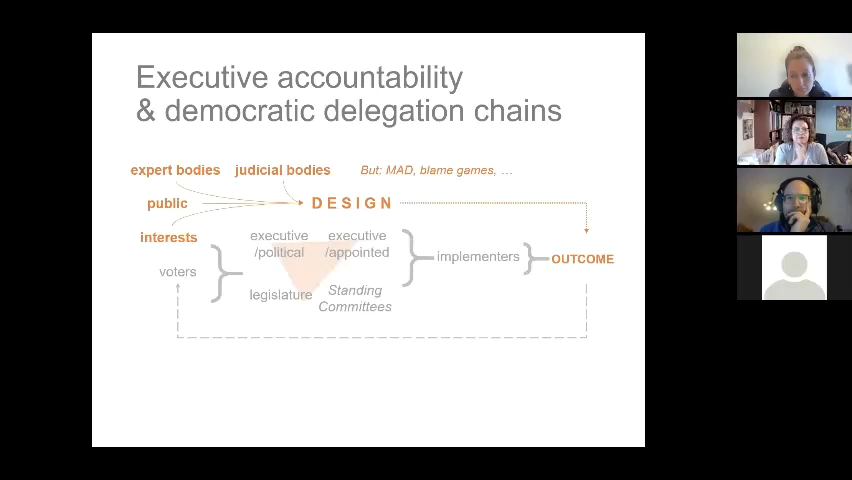 Executive accountability
& democratic delegation chains
expert bodies judicial bodies But: MAD, blame games, …
public DESIGN
interests
executive /political executive /appointed
voters implementers OUTCOME
legislature Standing Committees